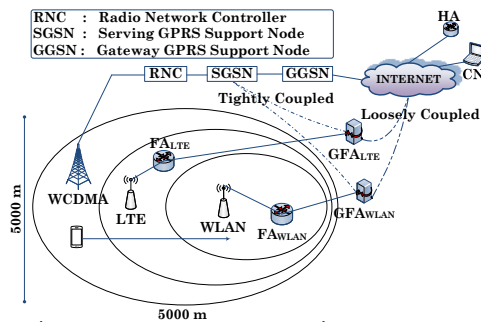 RNC : Radio Network Controller
SGSN : Serving GPRS Support Node
GGSN : Gateway GPRS Support Node
HA
CN
RNC
SGSN
GGSN
INTERNET
Tightly Coupled
Loosely Coupled
FALTE
GFALTE
WCDMA
LTE
WLAN
FAWLAN
GFAWLAN
5000 m
5000 m